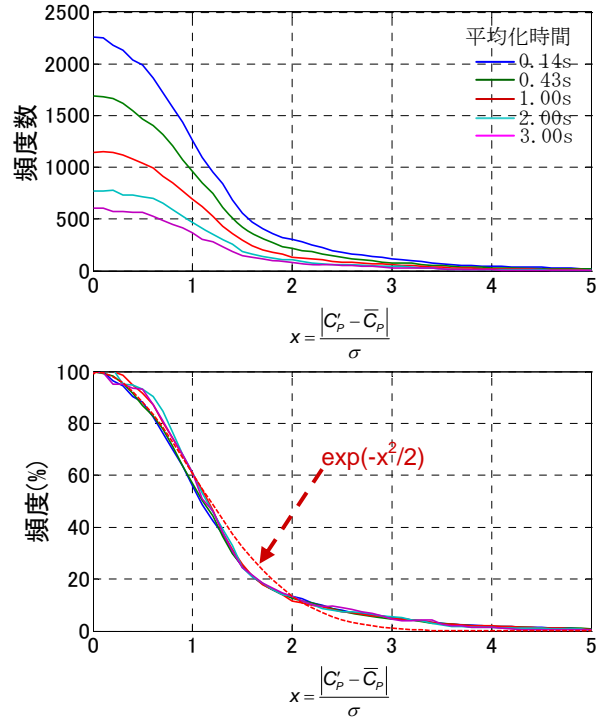 2500
2000
1500
1000
500
0
頻度数
平均化時間
0.14s
0.43s
1.00s
2.00s
3.00s
0 1 2 3 4 5
x = |C′P − C̅P| / σ
100
80
60
40
20
0
頻度(%)
exp(-x²/2)
0 1 2 3 4 5
x = |C′P − C̅P| / σ